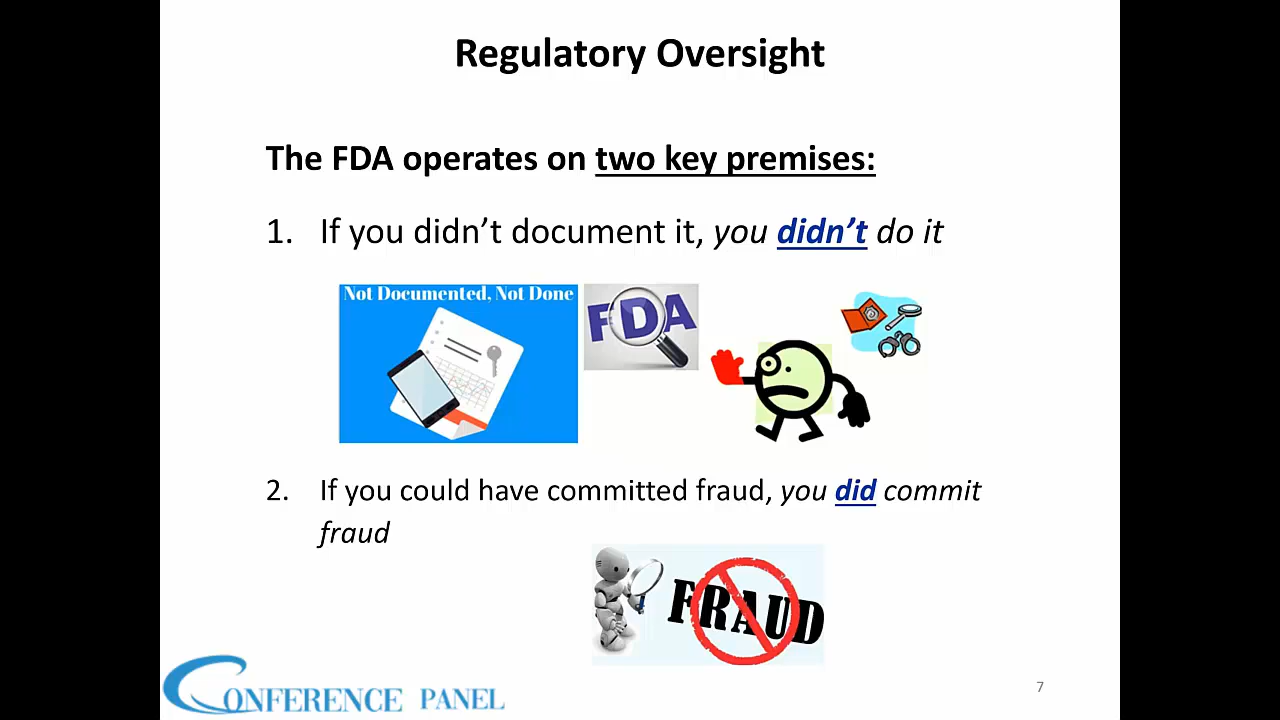 Regulatory Oversight
The FDA operates on two key premises:
1. If you didn't document it, you didn't do it
Not Documented, Not Done
FDA
2. If you could have committed fraud, you did commit
fraud
FRAUD
CONFERENCE PANEL
7